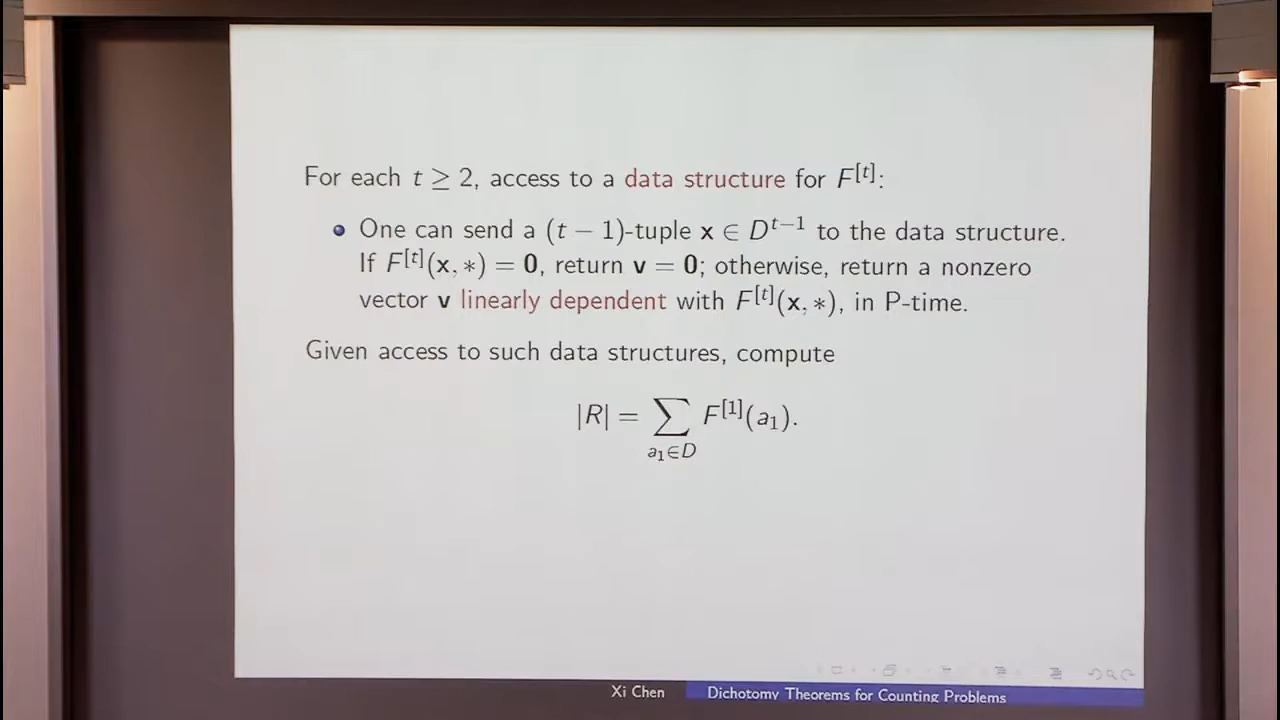 For each t ≥ 2, access to a data structure for F^[t]:
One can send a (t − 1)-tuple x ∈ D^{t−1} to the data structure.
If F^[t](x, *) = 0, return v = 0; otherwise, return a nonzero
vector v linearly dependent with F^[t](x, *), in P-time.
Given access to such data structures, compute
|R| = ∑_{a₁∈D} F^[1](a₁).
Xi Chen
Dichotomy Theorems for Counting Problems